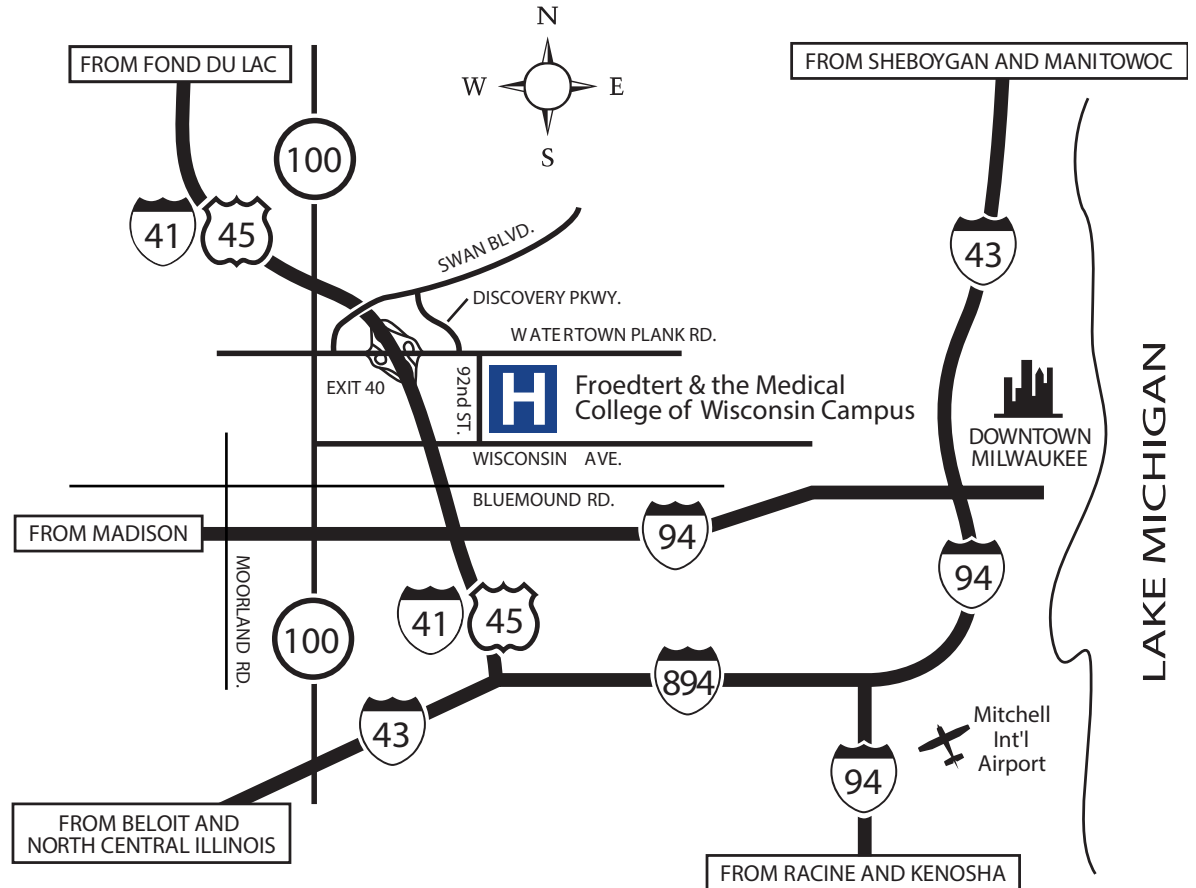 N
FROM FOND DU LAC
FROM SHEBOYGAN AND MANITOWOC
W
E
S
100
41
45
43
SWAN BLVD.
DISCOVERY PKWY.
WATERTOWN PLANK RD.
EXIT 40
92nd ST.
H
Froedtert & the Medical
College of Wisconsin Campus
DOWNTOWN
MILWAUKEE
LAKE MICHIGAN
WISCONSIN AVE.
BLUEMOUND RD.
FROM MADISON
94
94
MOORLAND RD.
100
41
45
894
43
Mitchell
Int'l
Airport
94
FROM BELOIT AND
NORTH CENTRAL ILLINOIS
FROM RACINE AND KENOSHA